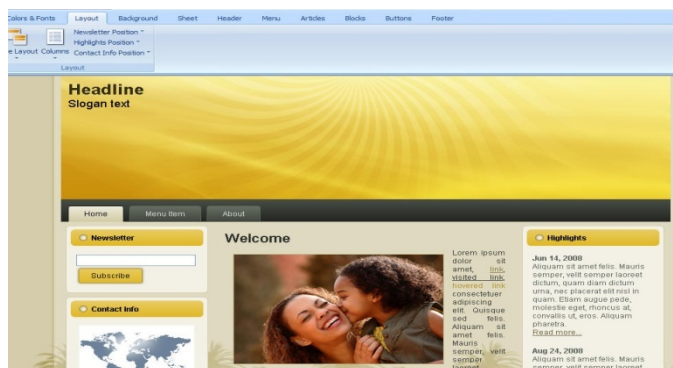 Colors & Fonts Layout Background Sheet Header Menu Articles Blocks Buttons Footer
Newsletter Position
Highlights Position
Contact Info Position
e Layout Columns
Layout
Headline
Slogan text
Home Menu Item About
Newsletter
Subscribe
Contact Info
Welcome
Lorem ipsum
dolor sit
amet, link,
visited link,
hovered link
consectetuer
adipiscing
elit. Quisque
sed felis.
Aliquam sit
amet felis.
Mauris
semper, velit
semper
laoreet
Highlights
Jun 14, 2008
Aliquam sit amet felis. Mauris
semper, velit semper laoreet
dictum, quam diam dictum
urna, nec placerat elit nisl in
quam. Etiam augue pede,
molestie eget, rhoncus at,
convallis ut, eros. Aliquam
pharetra.
Read more...
Aug 24, 2008
Aliquam sit amet felis. Mauris
semper, velit semper laoreet